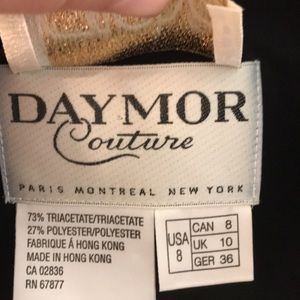 DAYMOR
Couture
PARIS MONTREAL NEW YORK
73% TRIACETATE/TRIACETATE
27% POLYESTER/POLYESTER
FABRIQUÉ À HONG KONG
MADE IN HONG KONG
CA 02836
RN 67877
USA
8
CAN 8
UK 10
GER 36